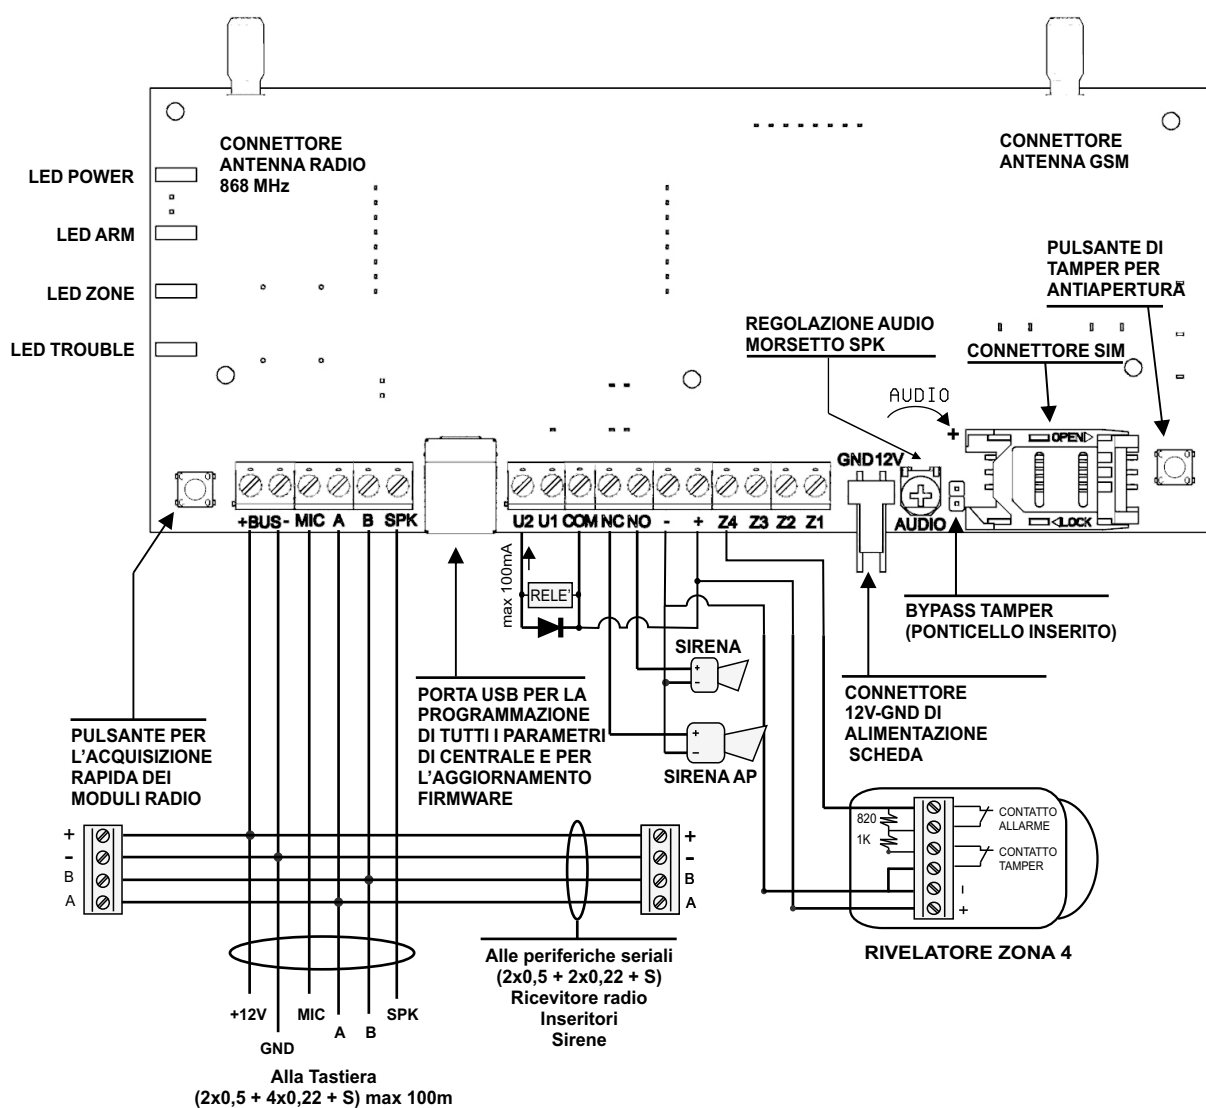 CONNETTORE
ANTENNA RADIO
868 MHz
CONNETTORE
ANTENNA GSM
LED POWER
LED ARM
LED ZONE
LED TROUBLE
PULSANTE DI
TAMPER PER
ANTIAPERTURA
REGOLAZIONE AUDIO
MORSETTO SPK
CONNETTORE SIM
AUDIO
+
OPEN
GND 12V
LOCK
AUDIO
+BUS- MIC A B SPK
U2 U1 COM NC NO - + Z4 Z3 Z2 Z1
max 100mA
RELE'
BYPASS TAMPER
(PONTICELLO INSERITO)
SIRENA
+
-
SIRENA AP
+
-
CONNETTORE
12V-GND DI
ALIMENTAZIONE
SCHEDA
PORTA USB PER LA
PROGRAMMAZIONE
DI TUTTI I PARAMETRI
DI CENTRALE E PER
L'AGGIORNAMENTO
FIRMWARE
PULSANTE PER
L'ACQUISIZIONE
RAPIDA DEI
MODULI RADIO
+
-
B
A
+
-
B
A
820
1K
CONTATTO
ALLARME
CONTATTO
TAMPER
-
+
RIVELATORE ZONA 4
Alle periferiche seriali
(2x0,5 + 2x0,22 + S)
Ricevitore radio
Inseritori
Sirene
+12V
GND
MIC
A
B
SPK
Alla Tastiera
(2x0,5 + 4x0,22 + S) max 100m